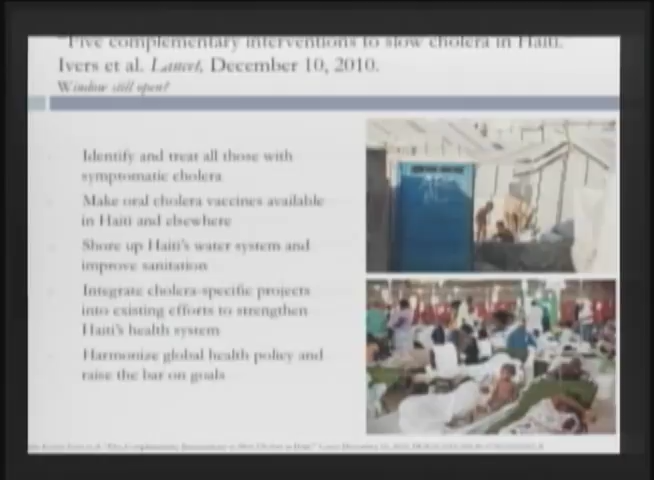 "Five complementary interventions to slow cholera in Haiti.
Ivers et al. Lancet, December 10, 2010.
Window still open?
Identify and treat all those with
symptomatic cholera
Make oral cholera vaccines available
in Haiti and elsewhere
Shore up Haiti's water system and
improve sanitation
Integrate cholera-specific projects
into existing efforts to strengthen
Haiti's health system
Harmonize global health policy and
raise the bar on goals